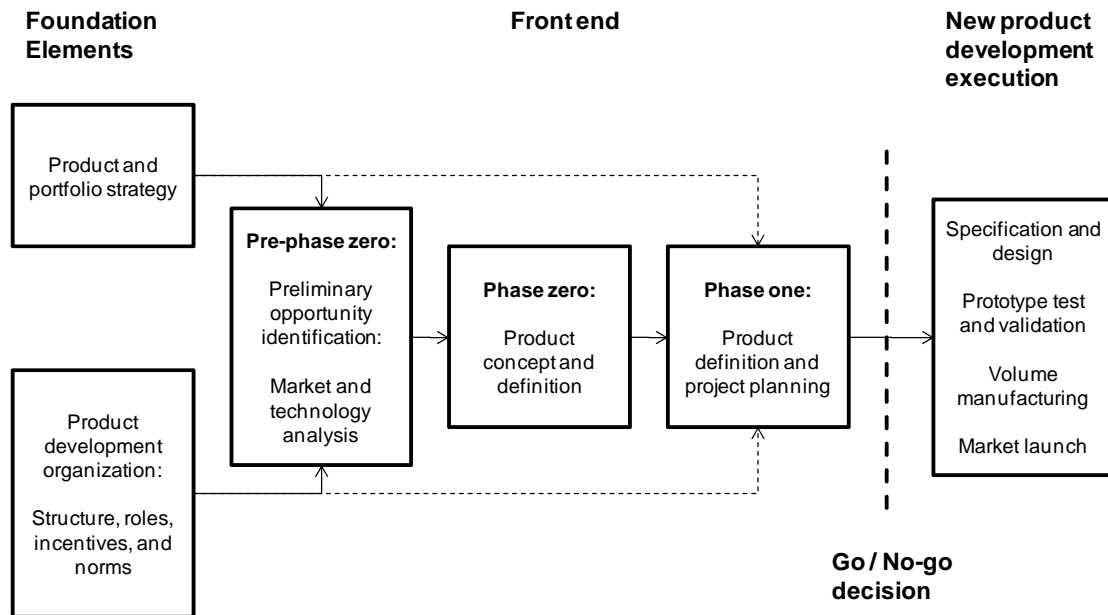 Foundation
Elements
Front end
New product
development
execution
Product and
portfolio strategy
Product
development
organization:
Structure, roles,
incentives, and
norms
Pre-phase zero:
Preliminary
opportunity
identification:
Market and
technology
analysis
Phase zero:
Product
concept and
definition
Phase one:
Product
definition and
project planning
Specification and
design
Prototype test
and validation
Volume
manufacturing
Market launch
Go / No-go
decision